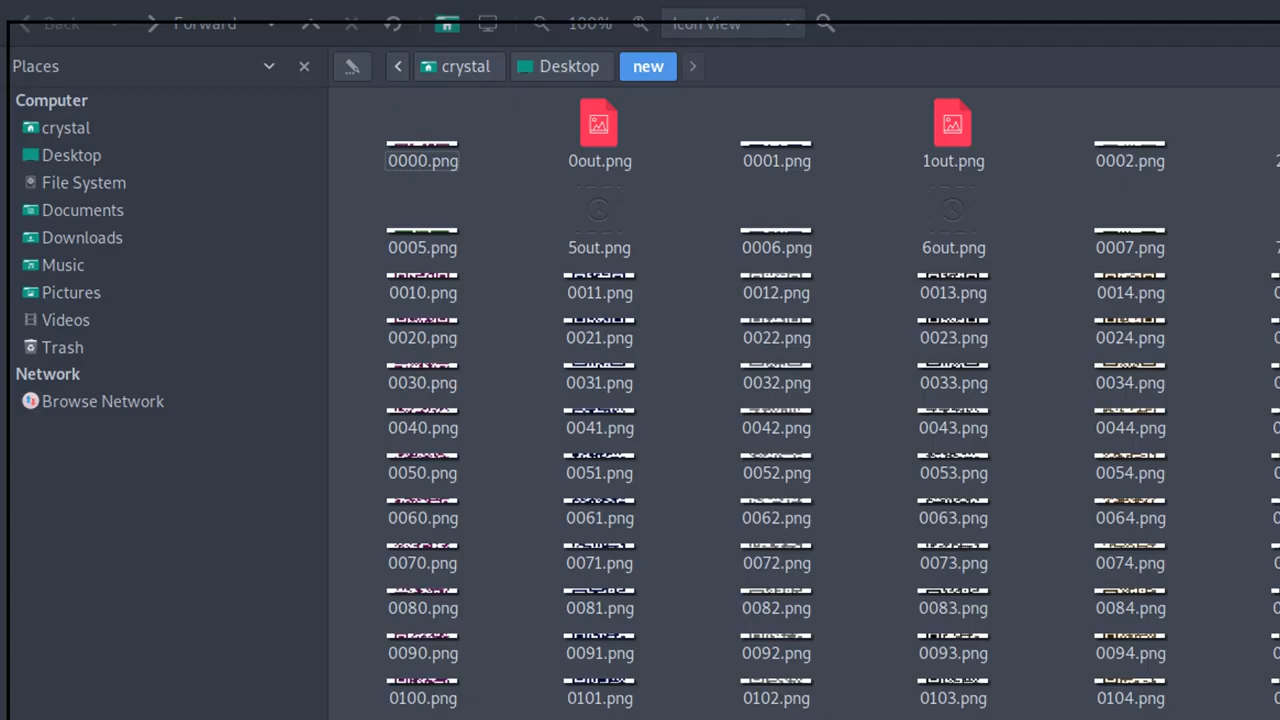 Back Forward 100% Icon View
Places crystal Desktop new
Computer
crystal
Desktop
File System
Documents
Downloads
Music
Pictures
Videos
Trash
Network
Browse Network
0000.png 0out.png 0001.png 1out.png 0002.png
0005.png 5out.png 0006.png 6out.png 0007.png
0010.png 0011.png 0012.png 0013.png 0014.png
0020.png 0021.png 0022.png 0023.png 0024.png
0030.png 0031.png 0032.png 0033.png 0034.png
0040.png 0041.png 0042.png 0043.png 0044.png
0050.png 0051.png 0052.png 0053.png 0054.png
0060.png 0061.png 0062.png 0063.png 0064.png
0070.png 0071.png 0072.png 0073.png 0074.png
0080.png 0081.png 0082.png 0083.png 0084.png
0090.png 0091.png 0092.png 0093.png 0094.png
0100.png 0101.png 0102.png 0103.png 0104.png